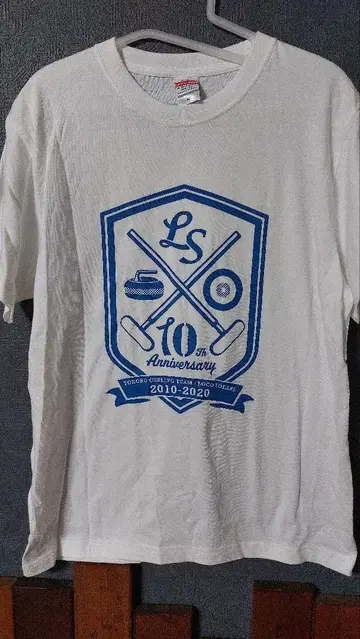 LS
10Th
Anniversary
TOKORO CURLING TEAM / LOCO SOLARE
2010-2020